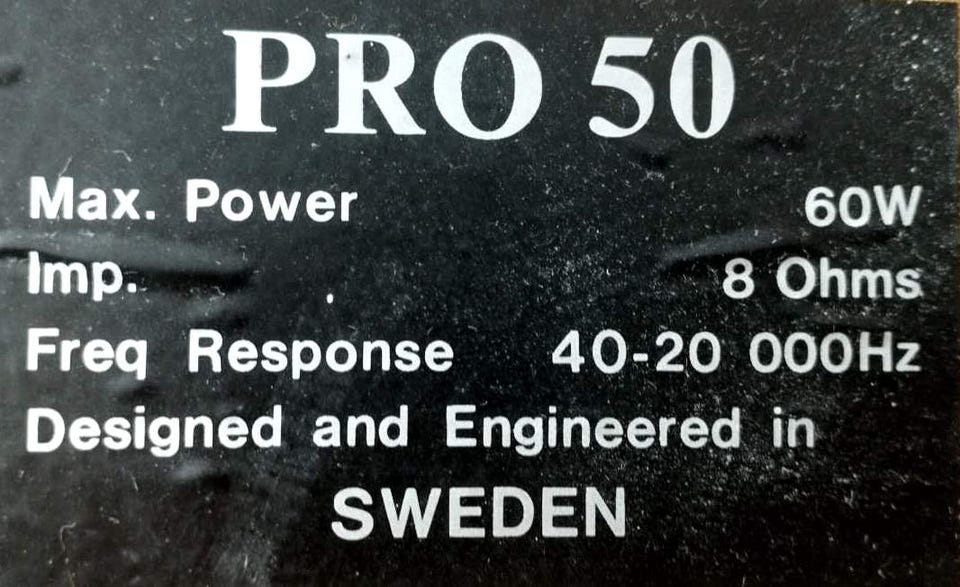 PRO 50
Max. Power 60W
Imp. 8 Ohms
Freq Response 40-20 000Hz
Designed and Engineered in
SWEDEN